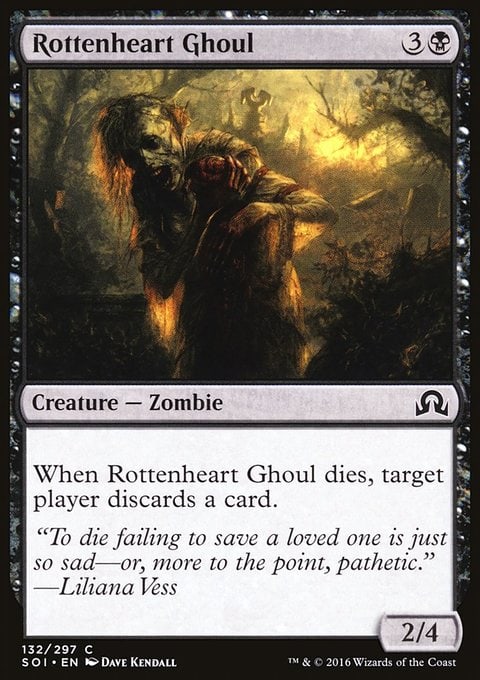 Rottenheart Ghoul 3
Creature — Zombie
When Rottenheart Ghoul dies, target
player discards a card.
“To die failing to save a loved one is just
so sad—or, more to the point, pathetic.”
—Liliana Vess
2/4
132/297 C
SOI • EN Dave Kendall
™ & © 2016 Wizards of the Coast